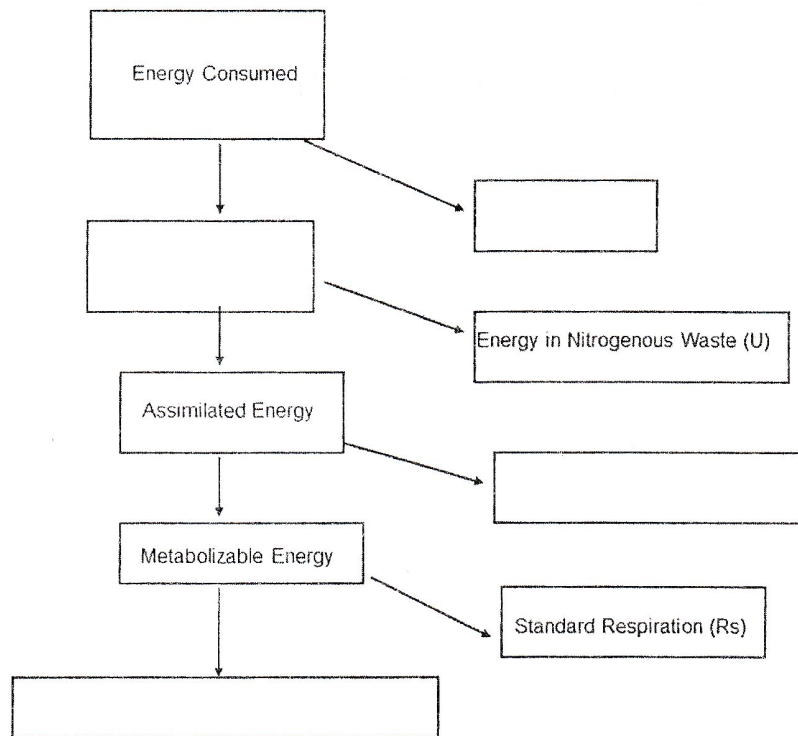 Energy Consumed
Energy in Nitrogenous Waste (U)
Assimilated Energy
Metabolizable Energy
Standard Respiration (Rs)